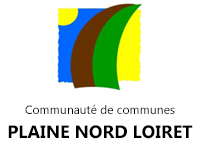 Communauté de communes
PLAINE NORD LOIRET